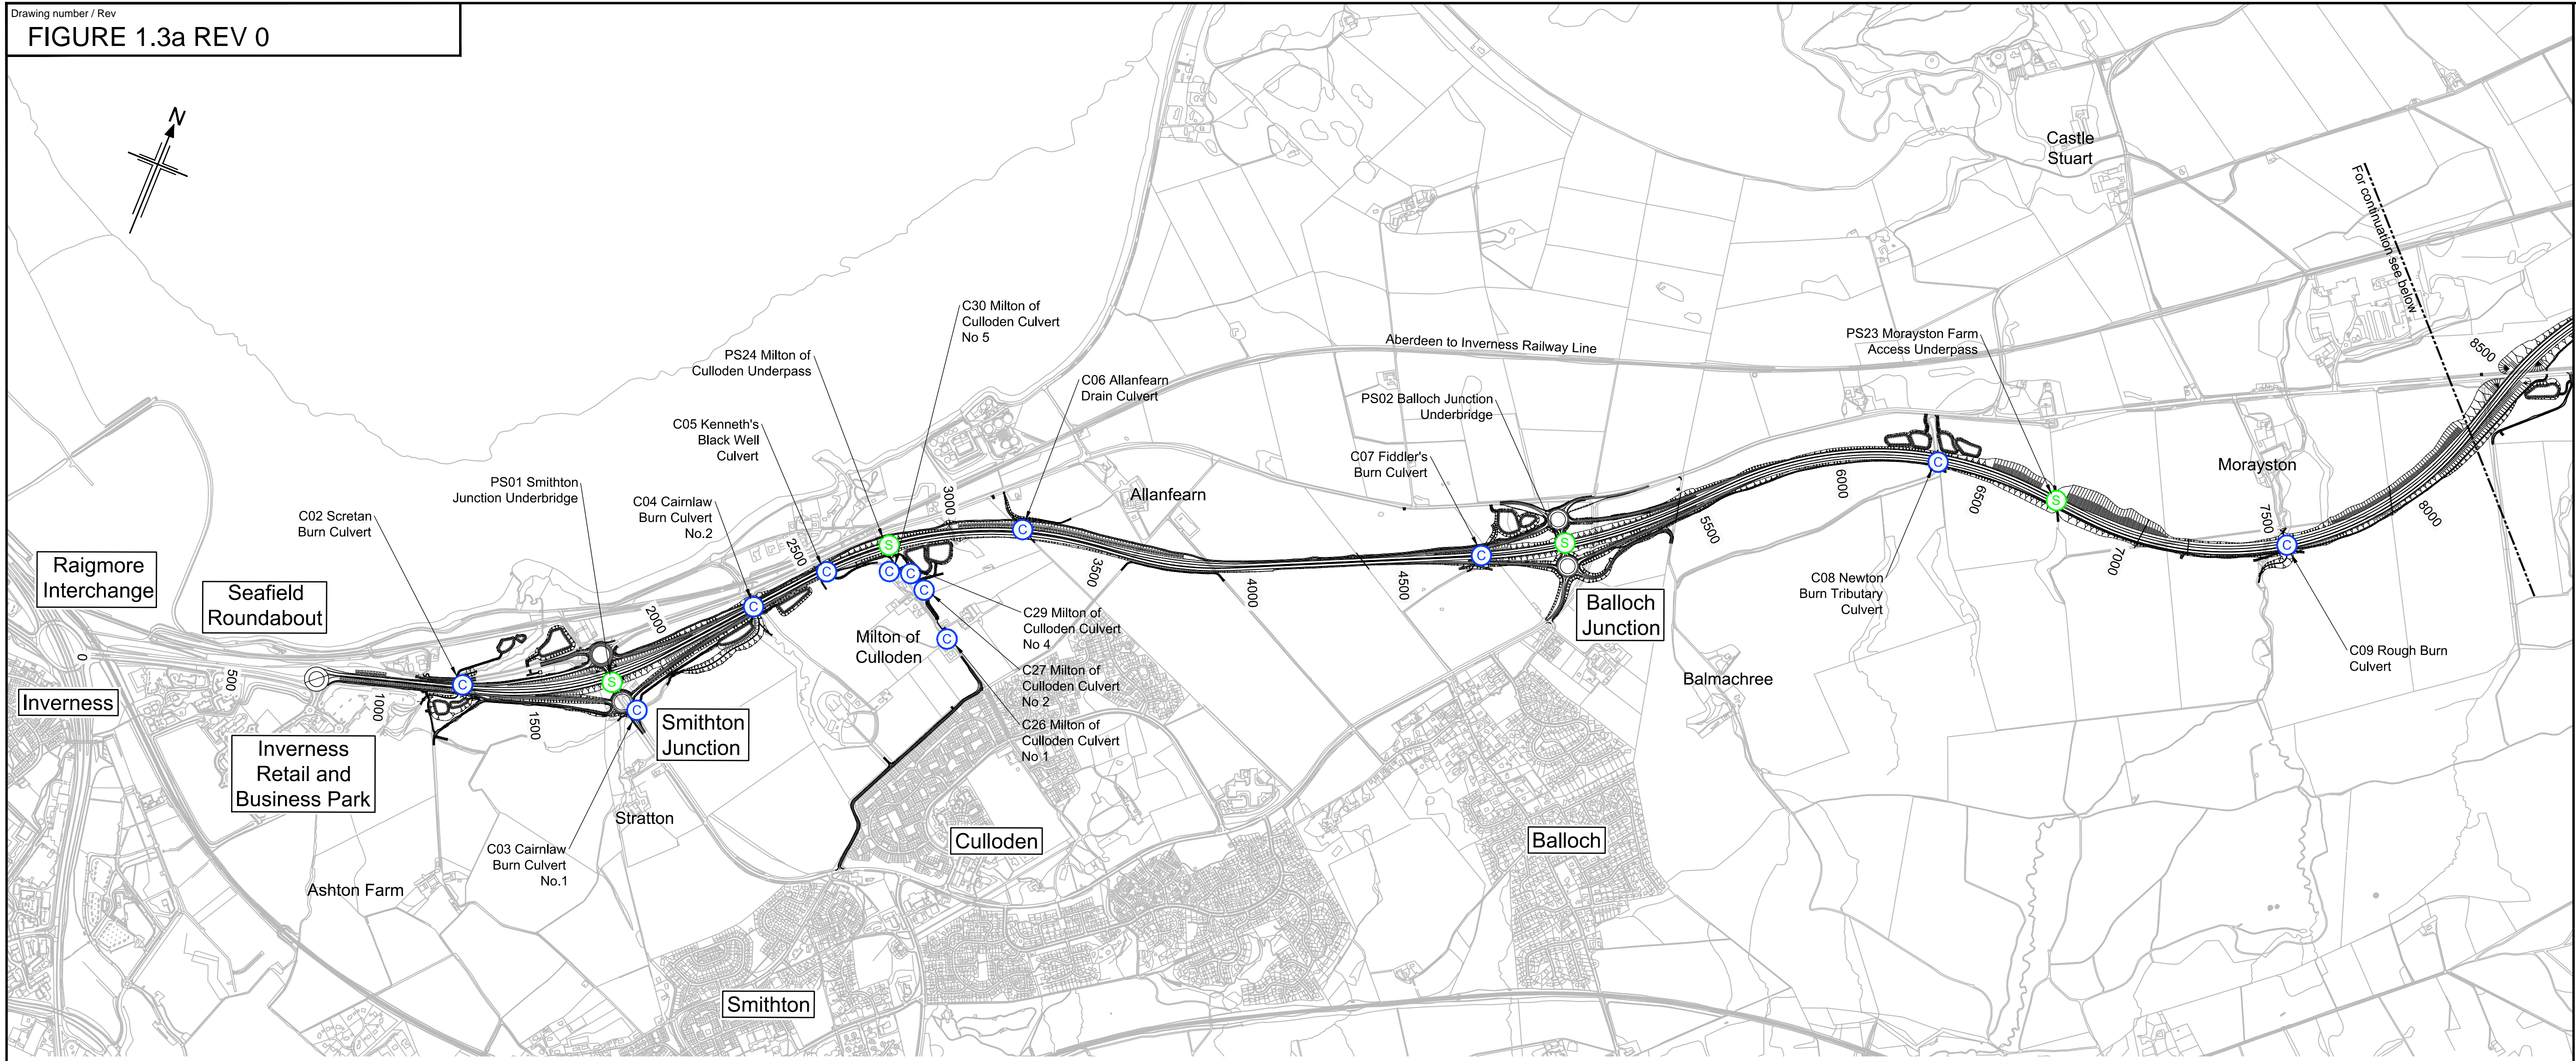 Drawing number / Rev
FIGURE 1.3a REV 0
N
Castle
Stuart
For continuation see below
C30 Milton of
Culloden Culvert
No 5
PS24 Milton of
Culloden Underpass
Aberdeen to Inverness Railway Line
PS23 Morayston Farm
Access Underpass
8500
C06 Allanfearn
Drain Culvert
PS02 Balloch Junction
Underbridge
C05 Kenneth's
Black Well
Culvert
C07 Fiddler's
Burn Culvert
Morayston
PS01 Smithton
Junction Underbridge
C04 Cairnlaw
Burn Culvert
No.2
Allanfearn
C02 Scretan
Burn Culvert
3000
6000
6500
7500
8000
C
S
S
C
C
5500
2500
S
C
C
7000
C
C
C
3500
4000
4500
C
Raigmore
Interchange
Seafield
Roundabout
2000
C
C08 Newton
Burn Tributary
Culvert
Balloch
Junction
C29 Milton of
Culloden Culvert
No 4
Milton of
Culloden
C
C09 Rough Burn
Culvert
0
500
C
S
C27 Milton of
Culloden Culvert
No 2
Balmachree
Inverness
1000
1500
C
Smithton
Junction
C26 Milton of
Culloden Culvert
No 1
Inverness
Retail and
Business Park
Stratton
C03 Cairnlaw
Burn Culvert
No.1
Culloden
Balloch
Ashton Farm
Smithton